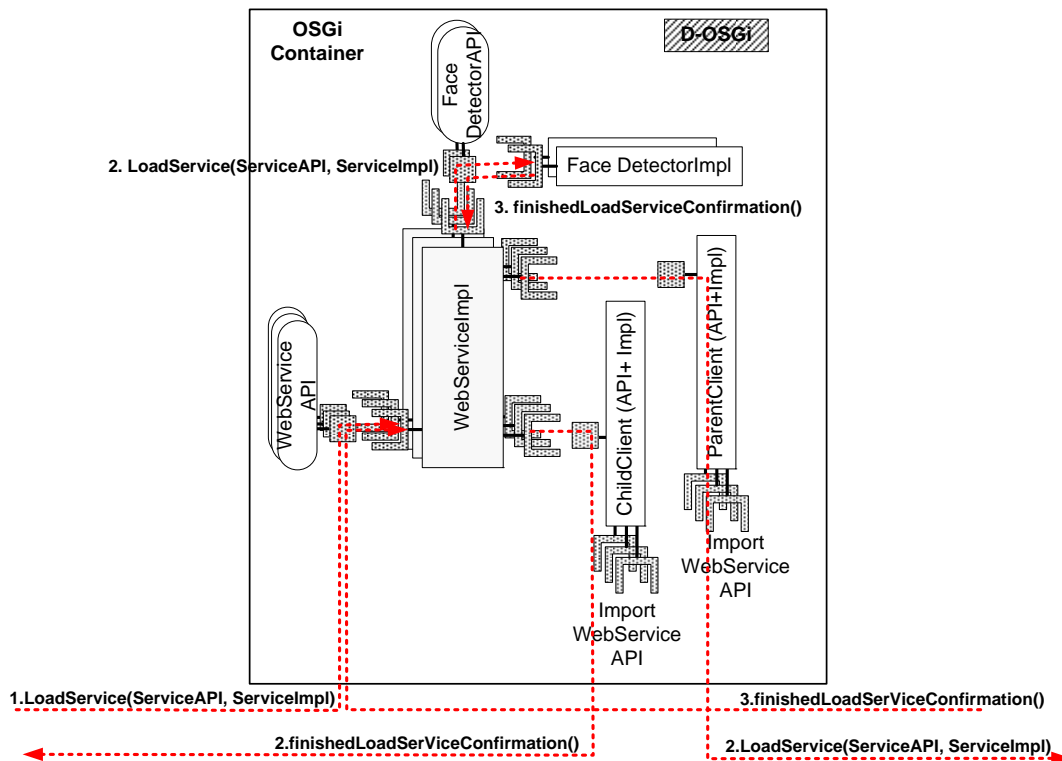 OSGi
Container
D-OSGi
Face
DetectorAPI
2. LoadService(ServiceAPI, ServiceImpl)
Face DetectorImpl
3. finishedLoadServiceConfirmation()
WebServiceImpl
WebService
API
ChildClient (API+ Impl)
ParentClient (API+Impl)
Import
WebService
API
Import
WebService
API
1.LoadService(ServiceAPI, ServiceImpl)
3.finishedLoadSerViceConfirmation()
2.finishedLoadSerViceConfirmation()
2.LoadService(ServiceAPI, ServiceImpl)